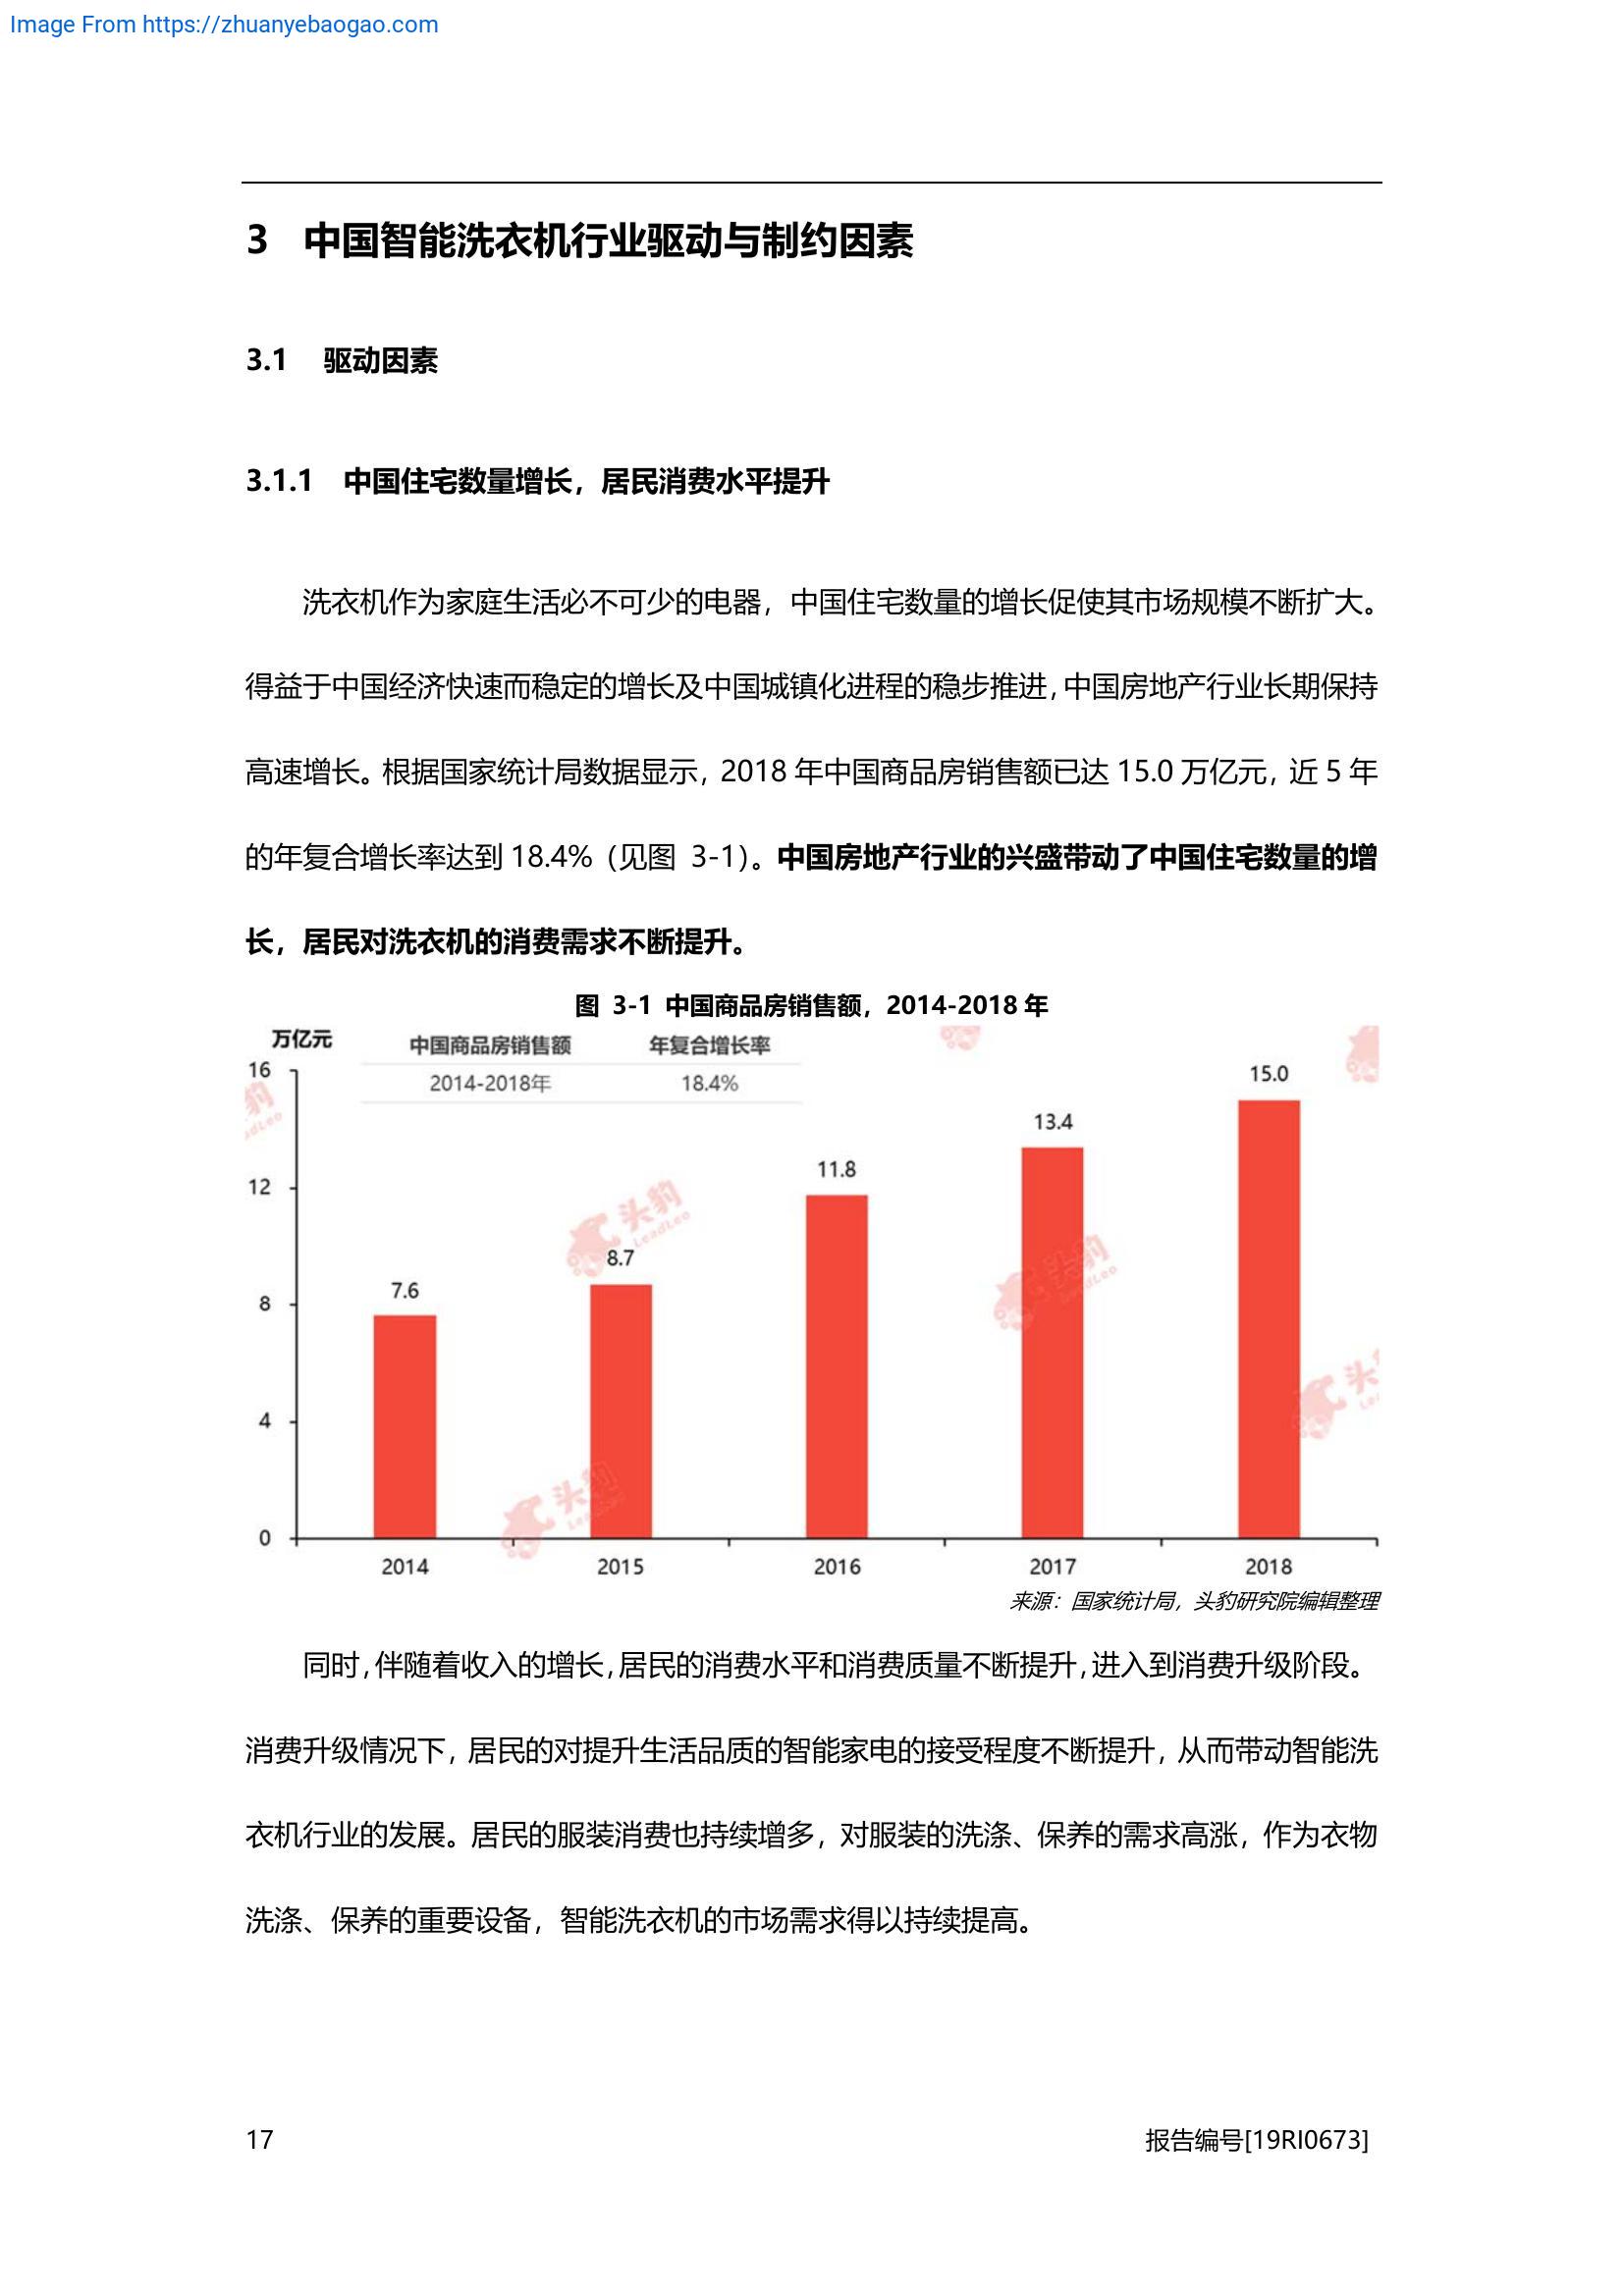 Image From https://zhuanyebaogao.com
3 中国智能洗衣机行业驱动与制约因素
3.1 驱动因素
3.1.1 中国住宅数量增长，居民消费水平提升
洗衣机作为家庭生活必不可少的电器，中国住宅数量的增长促使其市场规模不断扩大。
得益于中国经济快速而稳定的增长及中国城镇化进程的稳步推进，中国房地产行业长期保持
高速增长。根据国家统计局数据显示，2018 年中国商品房销售额已达 15.0 万亿元，近 5 年
的年复合增长率达到 18.4%（见图 3-1）。中国房地产行业的兴盛带动了中国住宅数量的增
长，居民对洗衣机的消费需求不断提升。
图 3-1 中国商品房销售额，2014-2018 年
万亿元
中国商品房销售额 年复合增长率
2014-2018年 18.4%
16
12
8
4
0
7.6
8.7
11.8
13.4
15.0
2014 2015 2016 2017 2018
头豹
LeadLeo
来源：国家统计局，头豹研究院编辑整理
同时，伴随着收入的增长，居民的消费水平和消费质量不断提升，进入到消费升级阶段。
消费升级情况下，居民的对提升生活品质的智能家电的接受程度不断提升，从而带动智能洗
衣机行业的发展。居民的服装消费也持续增多，对服装的洗涤、保养的需求高涨，作为衣物
洗涤、保养的重要设备，智能洗衣机的市场需求得以持续提高。
17
报告编号[19RI0673]